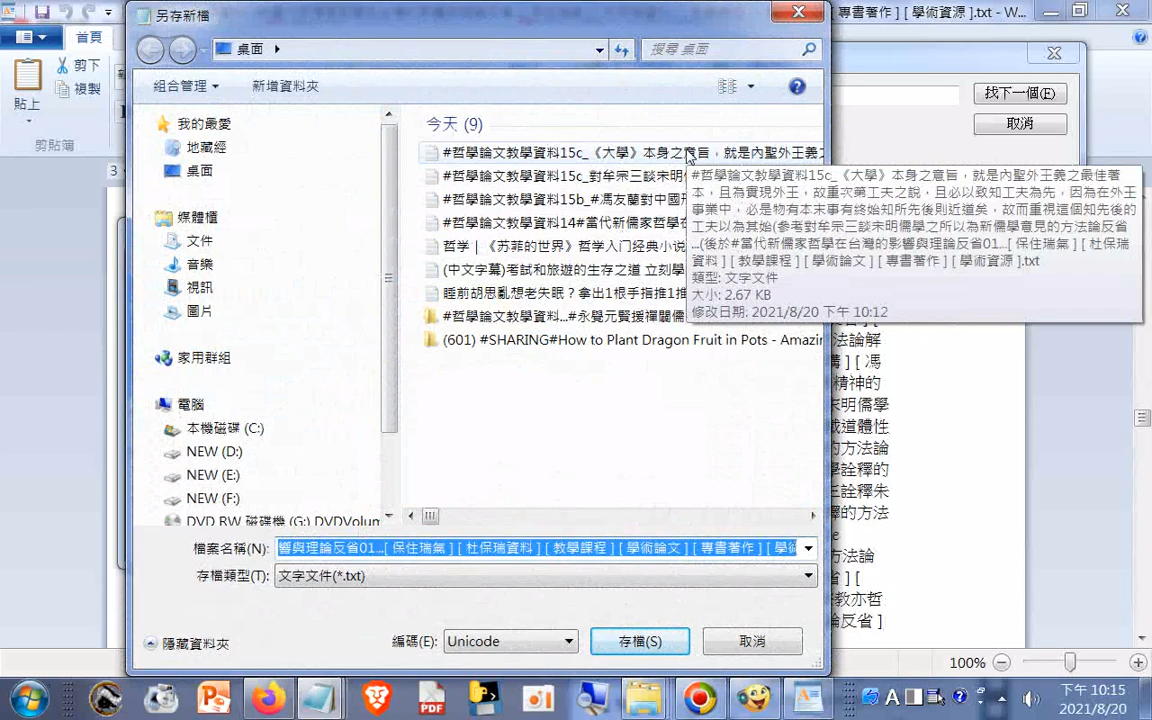 另存新檔
專書著作 ] [ 學術資源 ].txt - W...
桌面
搜尋 桌面
首頁
組合管理
新增資料夾
剪下
複製
貼上
剪貼簿
找下一個(F)
取消
我的最愛
地藏經
桌面
媒體櫃
文件
音樂
視訊
圖片
家用群組
電腦
本機磁碟 (C:)
NEW (D:)
NEW (E:)
NEW (F:)
DVD RW 磁碟機 (G:) DVDVolum
今天 (9)
#哲學論文教學資料15c_《大學》本身之意旨，就是內聖外王義之
#哲學論文教學資料15c_對牟宗三談宋明
#哲學論文教學資料15b_#馮友蘭對中國
#哲學論文教學資料14#當代新儒家哲學在
哲学｜《苏菲的世界》哲学入门经典小说
(中文字幕)考試和旅遊的生存之道 立刻學
睡前胡思亂想老失眠？拿出1根手指推1推
#哲學論文教學資料...#永覺元賢援禪闢儒
(601) #SHARING#How to Plant Dragon Fruit in Pots - Amazin
#哲學論文教學資料15c_《大學》本身之意旨，就是內聖外王義之最佳著
本，且為實現外王，故重次第工夫之說，且必以致知工夫為先，因為在外王
事業中，必是物有本末事有終始知所先後則近道矣，故而重視這個知先後的
工夫以為其始(參考對牟宗三談宋明儒學之所以為新儒學意見的方法論反省
...(後於#當代新儒家哲學在台灣的影響與理論反省01...[ 保住瑞氣 ] [ 杜保瑞
資料 ] [ 教學課程 ] [ 學術論文 ] [ 專書著作 ] [ 學術資源 ].txt
類型: 文字文件
大小: 2.67 KB
修改日期: 2021/8/20 下午 10:12
方法論解
] [ 馮
精神的
宋明儒學
道體性
的方法論
學詮釋的
三詮釋朱
釋的方法
e
方法論
省 ] [
教亦哲
論反省 ]
檔案名稱(N):
響與理論反省01...[ 保住瑞氣 ] [ 杜保瑞資料 ] [ 教學課程 ] [ 學術論文 ] [ 專書著作 ] [ 學術
存檔類型(T):
文字文件(*.txt)
隱藏資料夾
編碼(E):
Unicode
存檔(S)
取消
100%
下午 10:15
2021/8/20